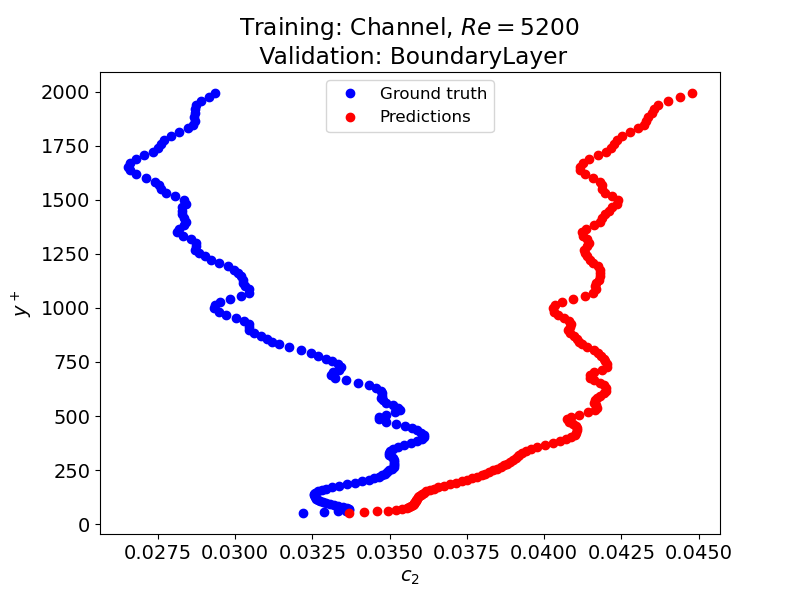 Training: Channel, Re = 5200
Validation: BoundaryLayer
Ground truth
Predictions
2000
1750
1500
1250
1000
750
500
250
0
y⁺
0.0275 0.0300 0.0325 0.0350 0.0375 0.0400 0.0425 0.0450
c₂